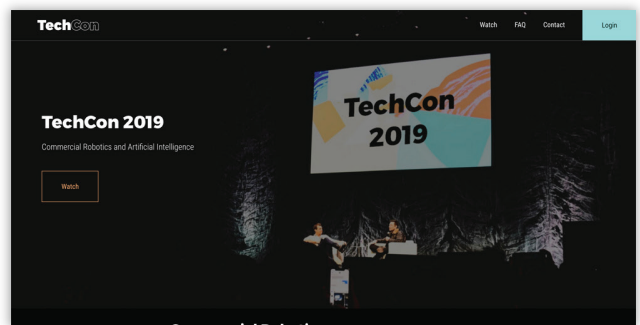 TechCon
Watch FAQ Contact Login
TechCon
2019
TechCon 2019
Commercial Robotics and Artificial Intelligence
Watch